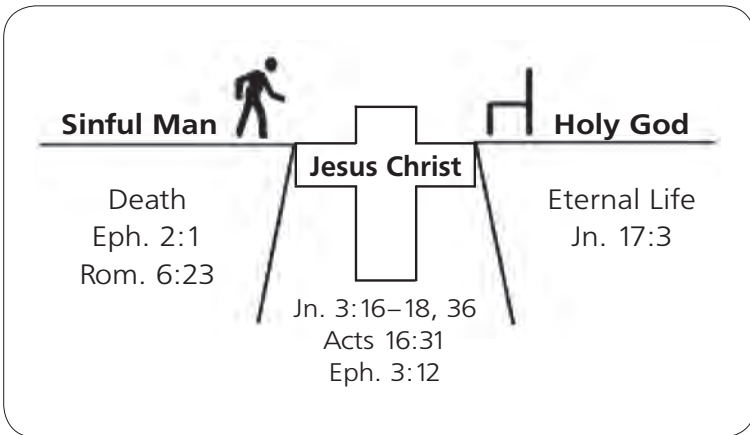 Sinful Man
Holy God
Jesus Christ
Death
Eph. 2:1
Rom. 6:23
Eternal Life
Jn. 17:3
Jn. 3:16–18, 36
Acts 16:31
Eph. 3:12